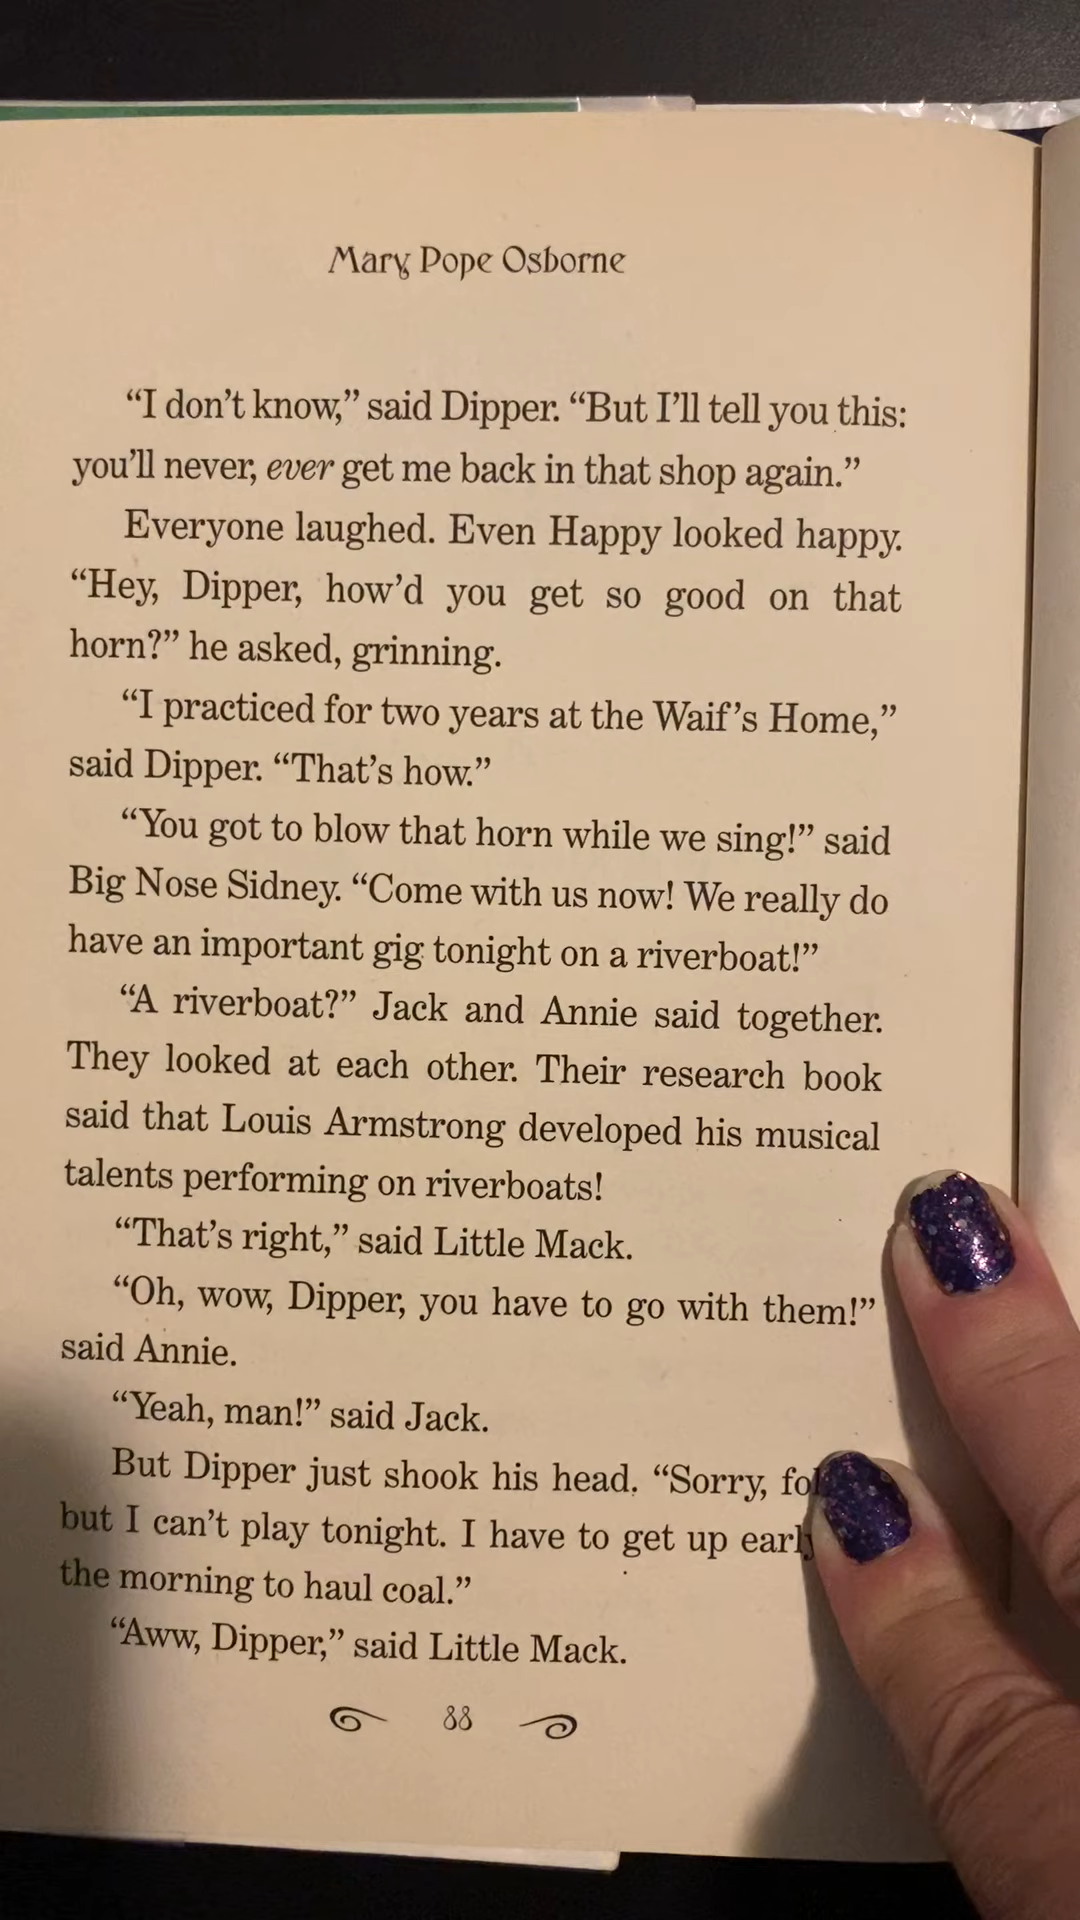 Mary Pope Osborne
“I don’t know,” said Dipper. “But I’ll tell you this:
you’ll never, ever get me back in that shop again.”
Everyone laughed. Even Happy looked happy.
“Hey, Dipper, how’d you get so good on that
horn?” he asked, grinning.
“I practiced for two years at the Waif’s Home,”
said Dipper. “That’s how.”
“You got to blow that horn while we sing!” said
Big Nose Sidney. “Come with us now! We really do
have an important gig tonight on a riverboat!”
“A riverboat?” Jack and Annie said together.
They looked at each other. Their research book
said that Louis Armstrong developed his musical
talents performing on riverboats!
“That’s right,” said Little Mack.
“Oh, wow, Dipper, you have to go with them!”
said Annie.
“Yeah, man!” said Jack.
But Dipper just shook his head. “Sorry,
but I can’t play tonight. I have to get up early
the morning to haul coal.”
“Aww, Dipper,” said Little Mack.
88